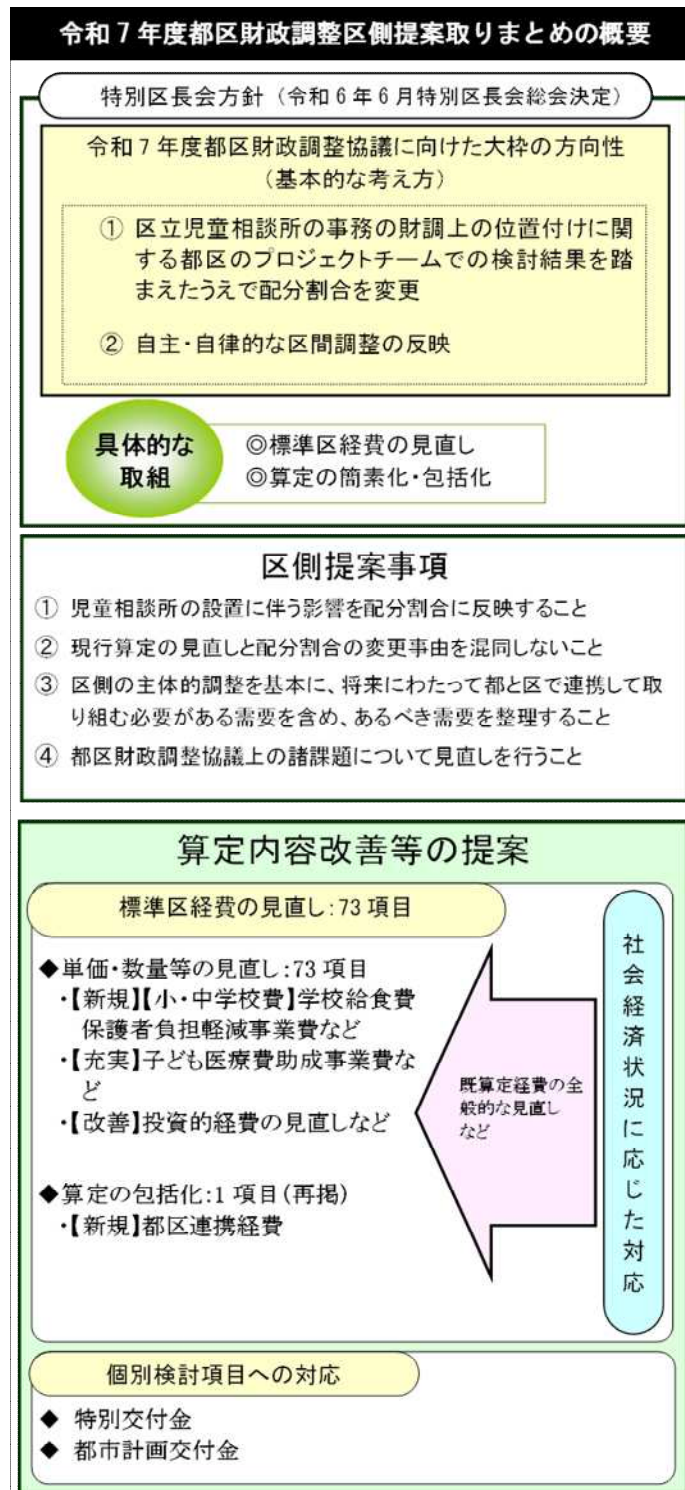 令和7年度都区財政調整区側提案取りまとめの概要
特別区長会方針（令和6年6月特別区長会総会決定）
令和7年度都区財政調整協議に向けた大枠の方向性
（基本的な考え方）
① 区立児童相談所の事務の財調上の位置付けに関
する都区のプロジェクトチームでの検討結果を踏
まえたうえで配分割合を変更
② 自主・自律的な区間調整の反映
具体的な
取組
◎標準区経費の見直し
◎算定の簡素化・包括化
区側提案事項
① 児童相談所の設置に伴う影響を配分割合に反映すること
② 現行算定の見直しと配分割合の変更事由を混同しないこと
③ 区側の主体的調整を基本に、将来にわたって都と区で連携して取
り組む必要がある需要を含め、あるべき需要を整理すること
④ 都区財政調整協議上の諸課題について見直しを行うこと
算定内容改善等の提案
標準区経費の見直し：73項目
◆単価・数量等の見直し：73項目
・【新規】【小・中学校費】学校給食費
保護者負担軽減事業費など
・【充実】子ども医療費助成事業費な
ど
・【改善】投資的経費の見直しなど
◆算定の包括化：1項目（再掲）
・【新規】都区連携経費
既算定経費の全
般的な見直し
など
社会経済状況に応じた対応
個別検討項目への対応
◆ 特別交付金
◆ 都市計画交付金